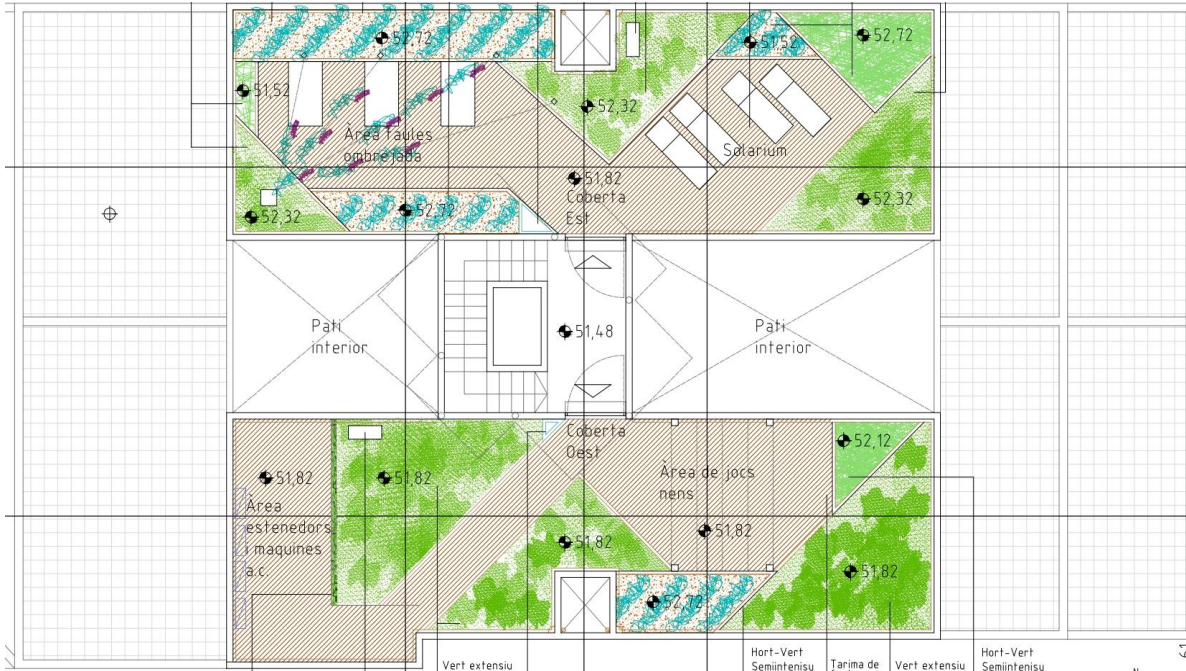 52,72
51,52
52,72
51,52
52,32
Àrea taules
ombrejada
Solarium
51,82
Coberta
Est
52,32
52,72
52,32
Pati
interior
51,48
Pati
interior
Coberta
Oest
52,12
51,82
51,82
Àrea de jocs
nens
Àrea
estenedors
i maquines
a.c.
51,82
51,82
51,82
52,72
Vert extensiu
Hort-Vert
Semiintenisu
Tarima de
Vert extensiu
Hort-Vert
Semiintenisu